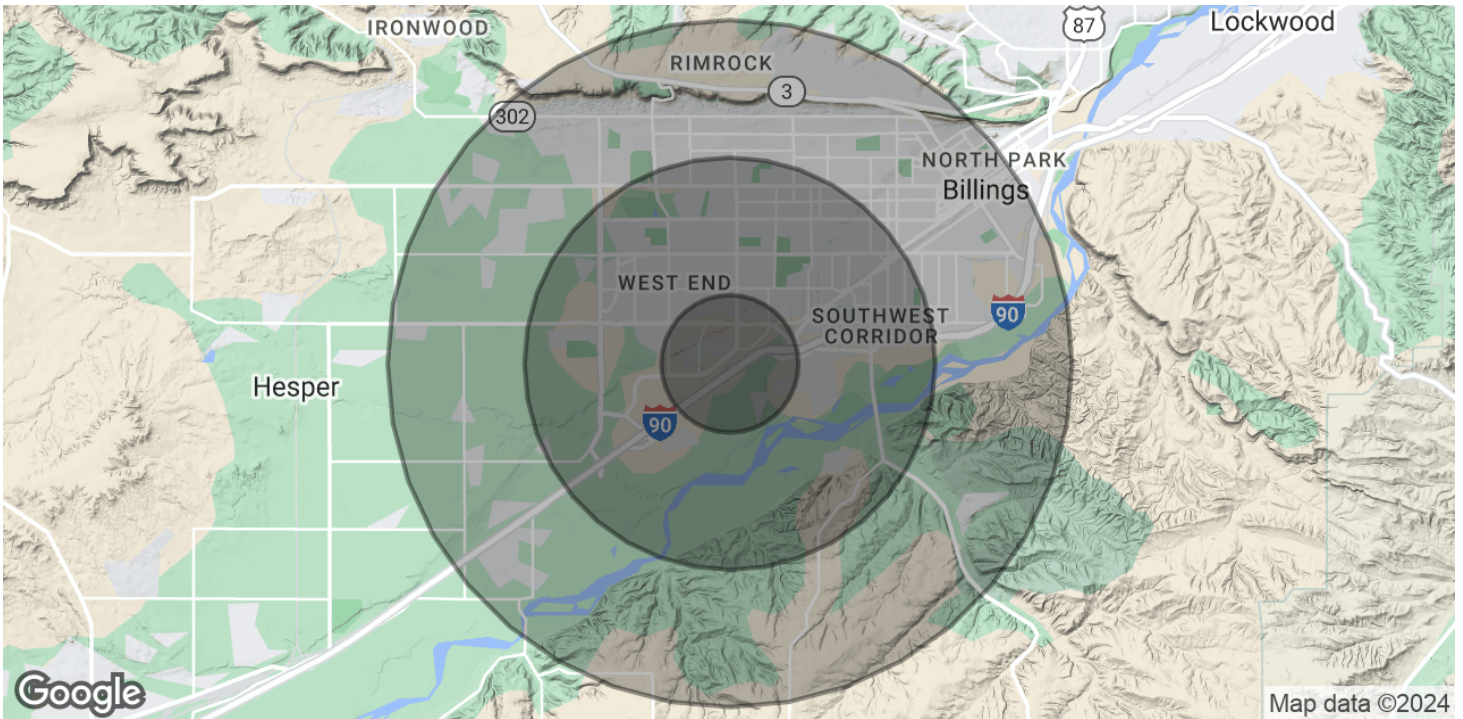 IRONWOOD
87
Lockwood
RIMROCK
3
302
NORTH PARK
Billings
WEST END
SOUTHWEST
CORRIDOR
90
Hesper
90
Google
Map data ©2024